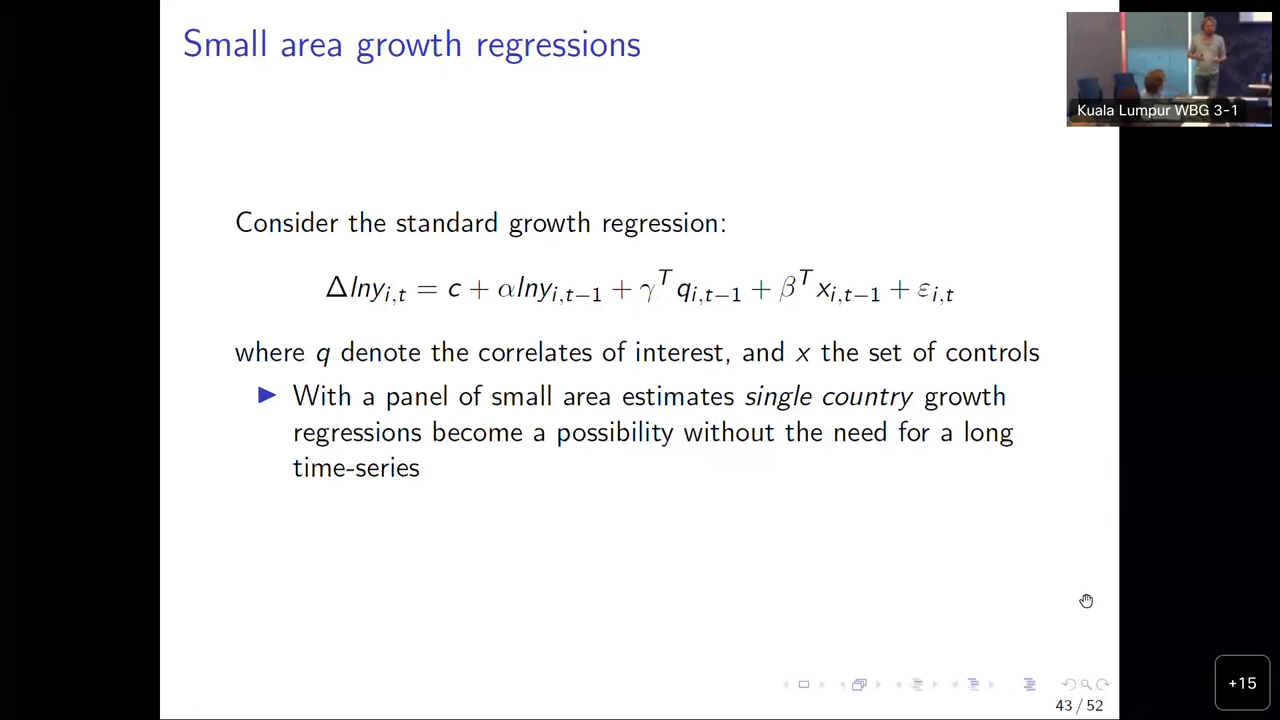 Small area growth regressions
Kuala Lumpur WBG 3-1
Consider the standard growth regression:
Δlny_{i,t} = c + αlny_{i,t−1} + γ^T q_{i,t−1} + β^T x_{i,t−1} + ε_{i,t}
where q denote the correlates of interest, and x the set of controls
▶ With a panel of small area estimates single country growth
regressions become a possibility without the need for a long
time-series
43 / 52
+15